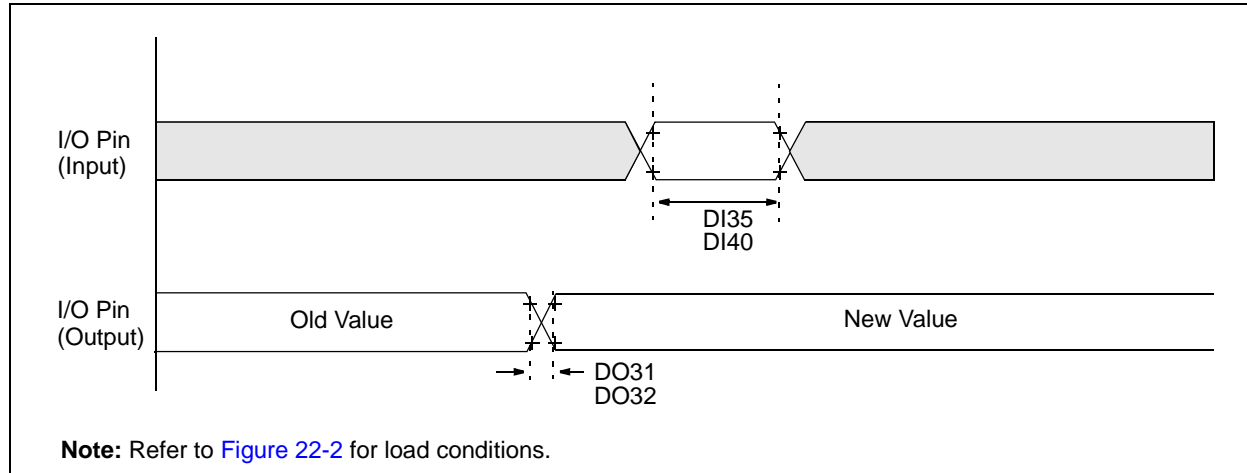 I/O Pin
(Input)
DI35
DI40
I/O Pin
(Output)
Old Value
New Value
DO31
DO32
Note: Refer to Figure 22-2 for load conditions.